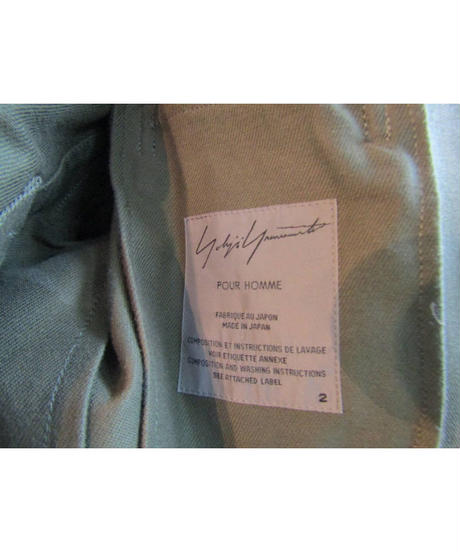 Yohji Yamamoto
POUR HOMME
FABRIQUE AU JAPON
MADE IN JAPAN
COMPOSITION ET INSTRUCTIONS DE LAVAGE
VOIR ETIQUETTE ANNEXE
COMPOSITION AND WASHING INSTRUCTIONS
SEE ATTACHED LABEL
2